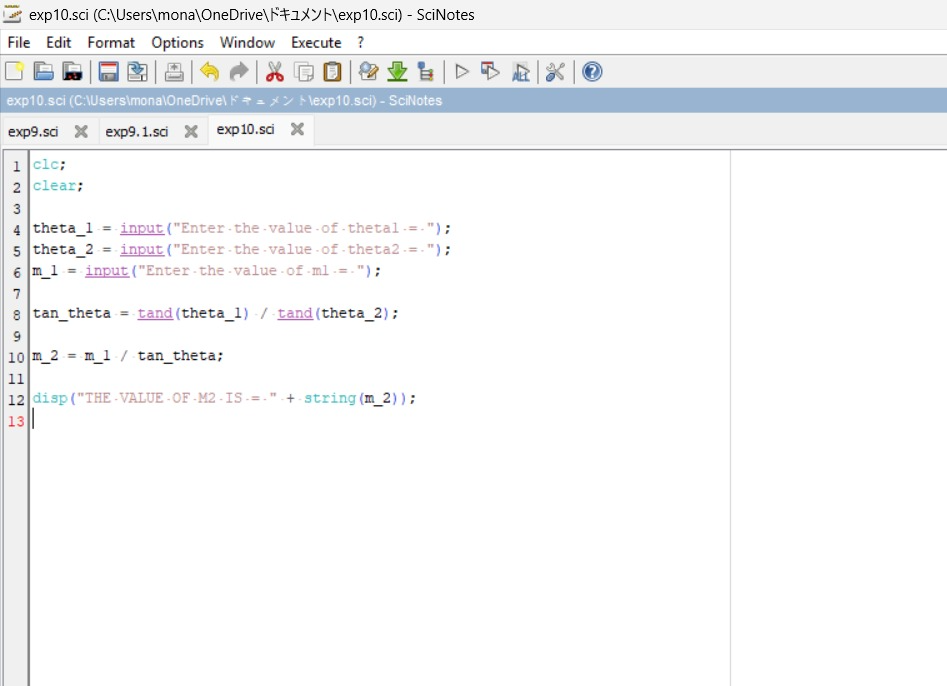 exp10.sci (C:\Users\mona\OneDrive\ドキュメント\exp10.sci) - SciNotes
File Edit Format Options Window Execute ?
exp10.sci (C:\Users\mona\OneDrive\ドキュメント\exp10.sci) - SciNotes
exp9.sci exp9.1.sci exp10.sci
1 clc;
2 clear;
3
4 theta_1 = input("Enter the value of theta1 = ");
5 theta_2 = input("Enter the value of theta2 = ");
6 m_1 = input("Enter the value of m1 = ");
7
8 tan_theta = tand(theta_1) / tand(theta_2);
9
10 m_2 = m_1 / tan_theta;
11
12 disp("THE VALUE OF M2 IS = " + string(m_2));
13